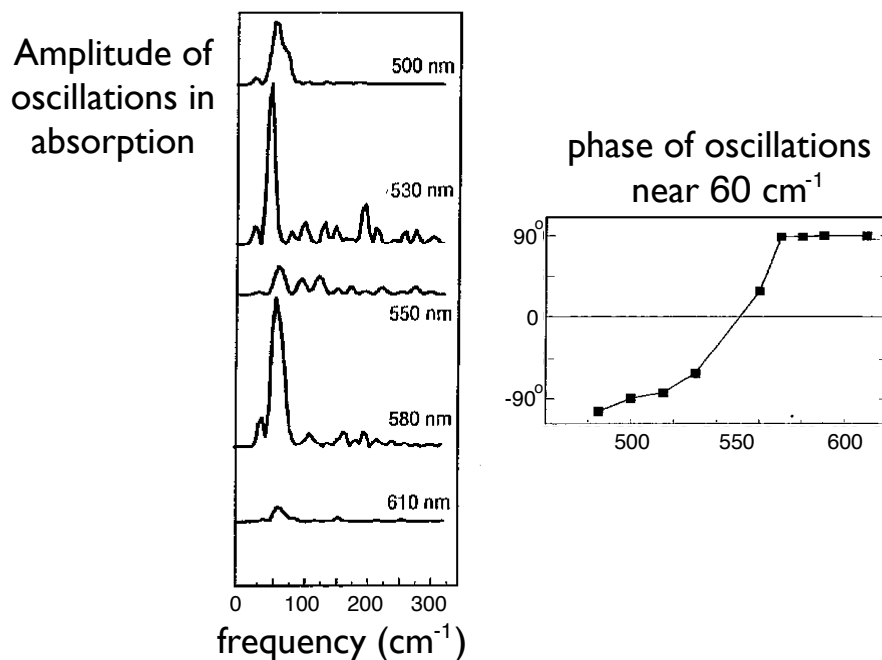 Amplitude of
oscillations in
absorption
500 nm
530 nm
550 nm
580 nm
610 nm
0 100 200 300
frequency (cm⁻¹)
phase of oscillations
near 60 cm⁻¹
90°
0
-90°
500 550 600